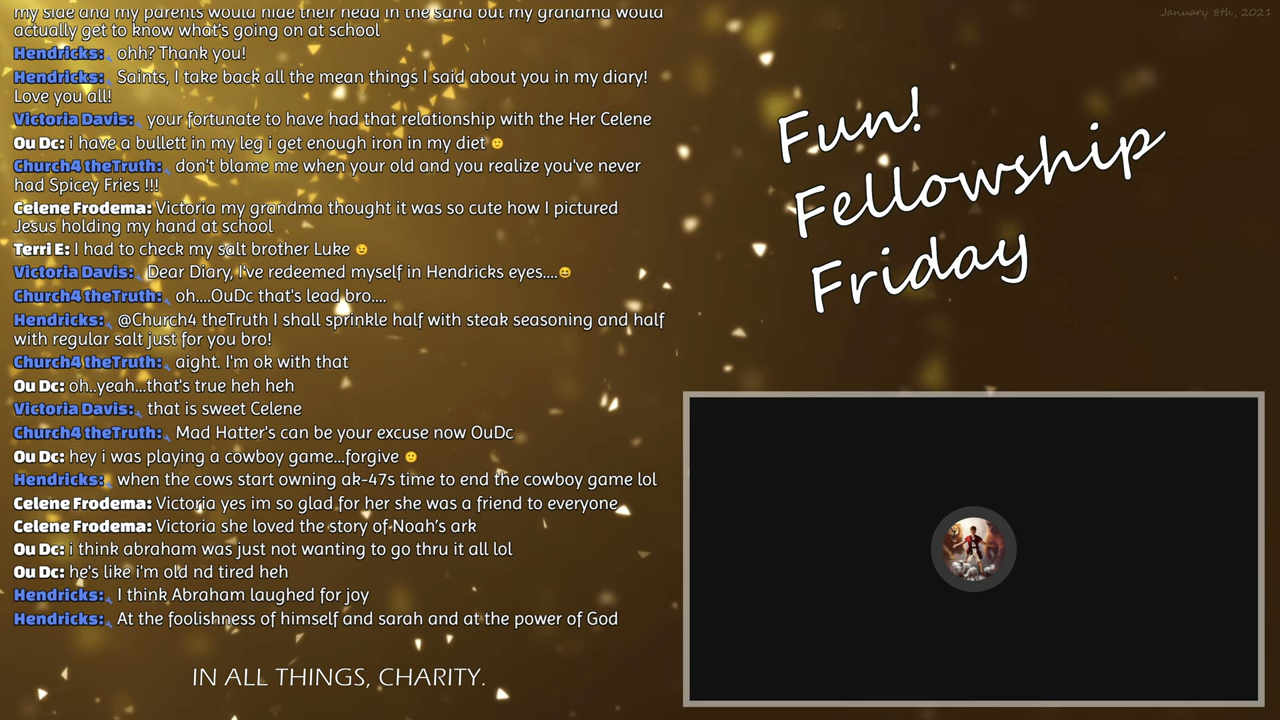 my side and my parents would hide their head in the sand but my grandma would
actually get to know what's going on at school
Hendricks: ohh? Thank you!
Hendricks: Saints, I take back all the mean things I said about you in my diary!
Love you all!
Victoria Davis: your fortunate to have had that relationship with the Her Celene
Ou Dc: i have a bullett in my leg i get enough iron in my diet 🙂
Church4 theTruth: don't blame me when your old and you realize you've never
had Spicey Fries !!!
Celene Frodema: Victoria my grandma thought it was so cute how I pictured
Jesus holding my hand at school
Terri E: I had to check my salt brother Luke 😉
Victoria Davis: Dear Diary, I've redeemed myself in Hendricks eyes....😄
Church4 theTruth: oh....OuDc that's lead bro....
Hendricks: @Church4 theTruth I shall sprinkle half with steak seasoning and half
with regular salt just for you bro!
Church4 theTruth: aight. I'm ok with that
Ou Dc: oh..yeah...that's true heh heh
Victoria Davis: that is sweet Celene
Church4 theTruth: Mad Hatter's can be your excuse now OuDc
Ou Dc: hey i was playing a cowboy game...forgive 🙂
Hendricks: when the cows start owning ak-47s time to end the cowboy game lol
Celene Frodema: Victoria yes im so glad for her she was a friend to everyone
Celene Frodema: Victoria she loved the story of Noah's ark
Ou Dc: i think abraham was just not wanting to go thru it all lol
Ou Dc: he's like i'm old nd tired heh
Hendricks: I think Abraham laughed for joy
Hendricks: At the foolishness of himself and sarah and at the power of God
IN ALL THINGS, CHARITY.
January 8th, 2021
Fun!
Fellowship
Friday